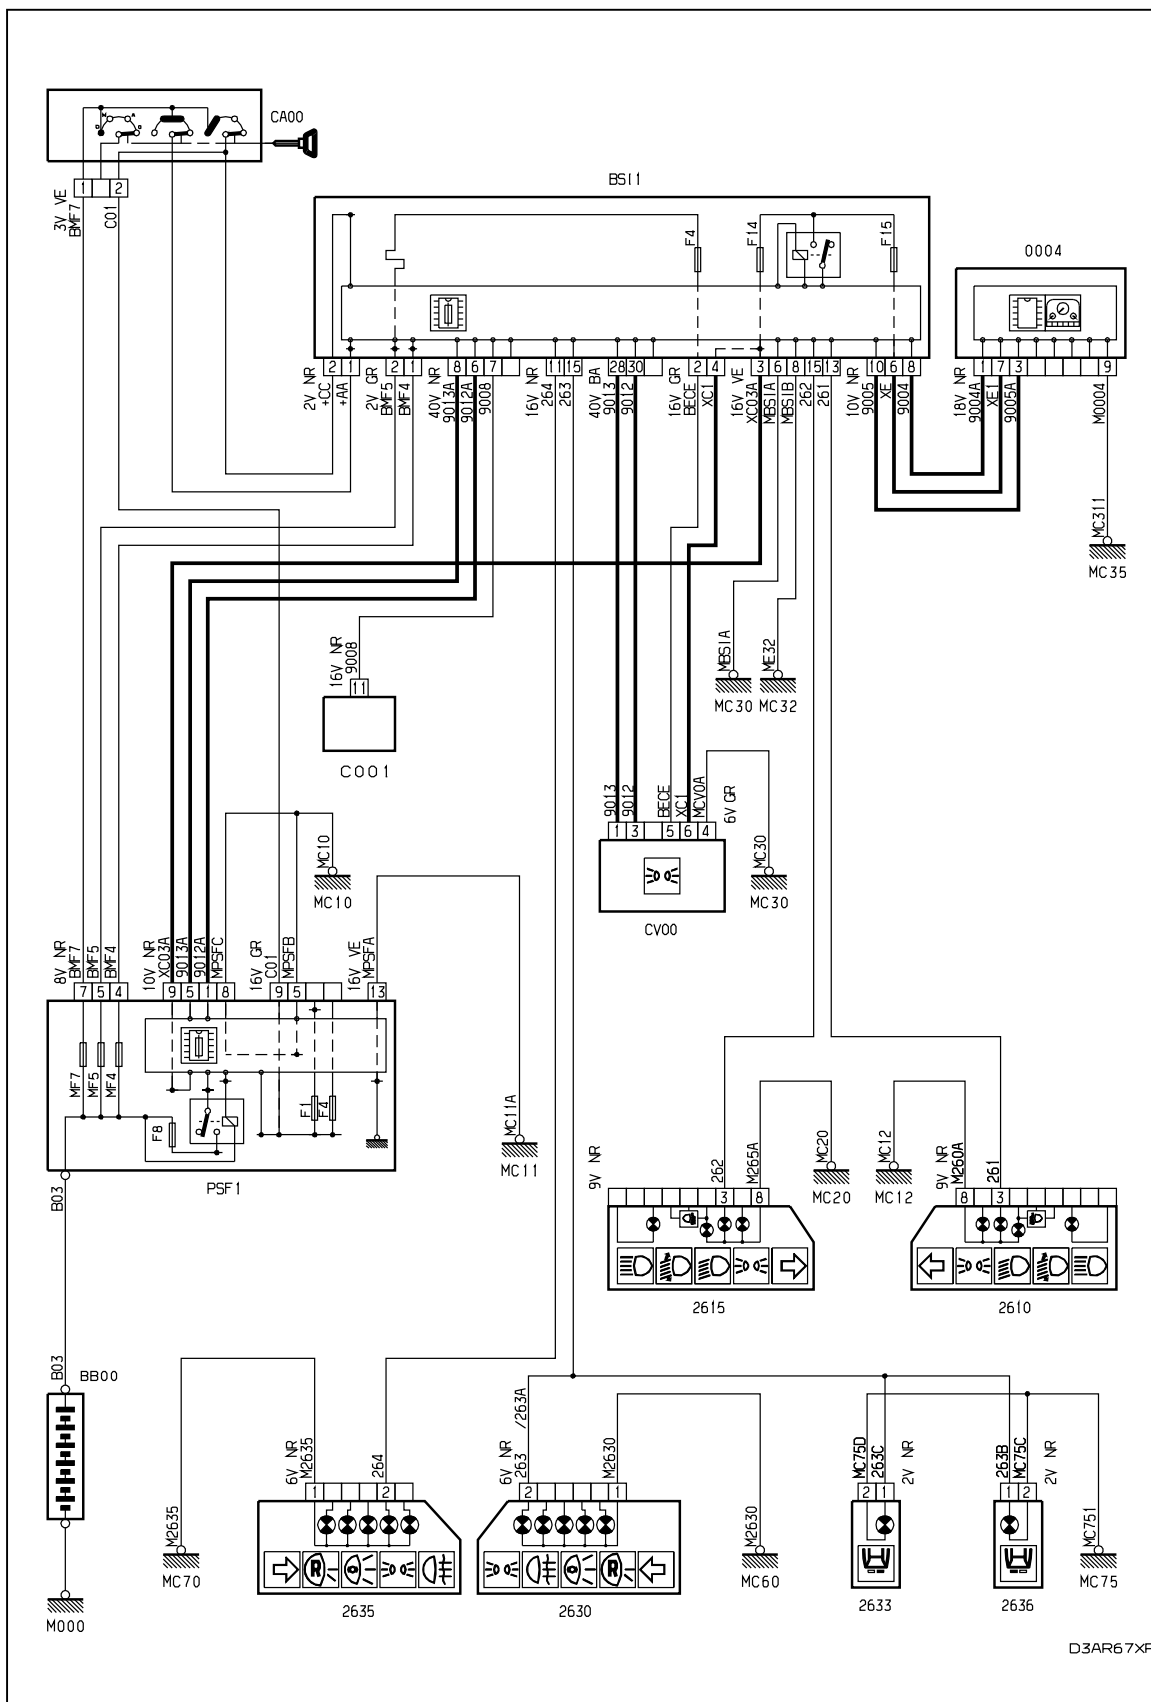 CA00
1 2
3V VE
BMF7
C01
BSI1
F4
F14
F15
0004
2 1
2 1
8 6 7
11 15
28 30
2 4
3 6 8 15 13
10 6 8
1 7 3 9
2V NR
+CC
+AA
2V GR
BMF5
BMF4
40V NR
9013A
9012A
9008
16V NR
264
263
40V BA
9013
9012
16V GR
BECE
XC1
16V VE
XC03A
MBS1A
MBS1B
262
261
10V NR
9005
XE
9004
18V NR
9004A
XE1
9005A
M0004
MC311
MC35
MBS1A
ME32
MC30
MC32
16V NR
9008
11
C001
9013
9012
BECE
XC1
MCV0A
6V GR
1 3 5 6 4
CV00
MC30
MC30
MC10
MC10
8V NR
BMF7
BMF5
BMF4
10V NR
XC03A
9013A
9012A
MPSFC
16V GR
C01
MPSFB
16V VE
MPSFA
7 5 4
9 5 1 8
9 5
13
MF7
MF5
MF4
F8
F1
F4
PSF1
MC11A
MC11
B03
B03
BB00
M000
9V NR
262
M265A
3 8
MC20
MC20
2615
MC12
MC12
9V NR
M260A
261
8 3
2610
M2635
MC70
6V NR
M2635
264
1 2
R
2635
/263A
6V NR
263
M2630
2 1
R
2630
M2630
MC60
MC75D
263C
2V NR
2 1
2633
263B
MC75C
2V NR
1 2
2636
MC751
MC75
D3AR67XP